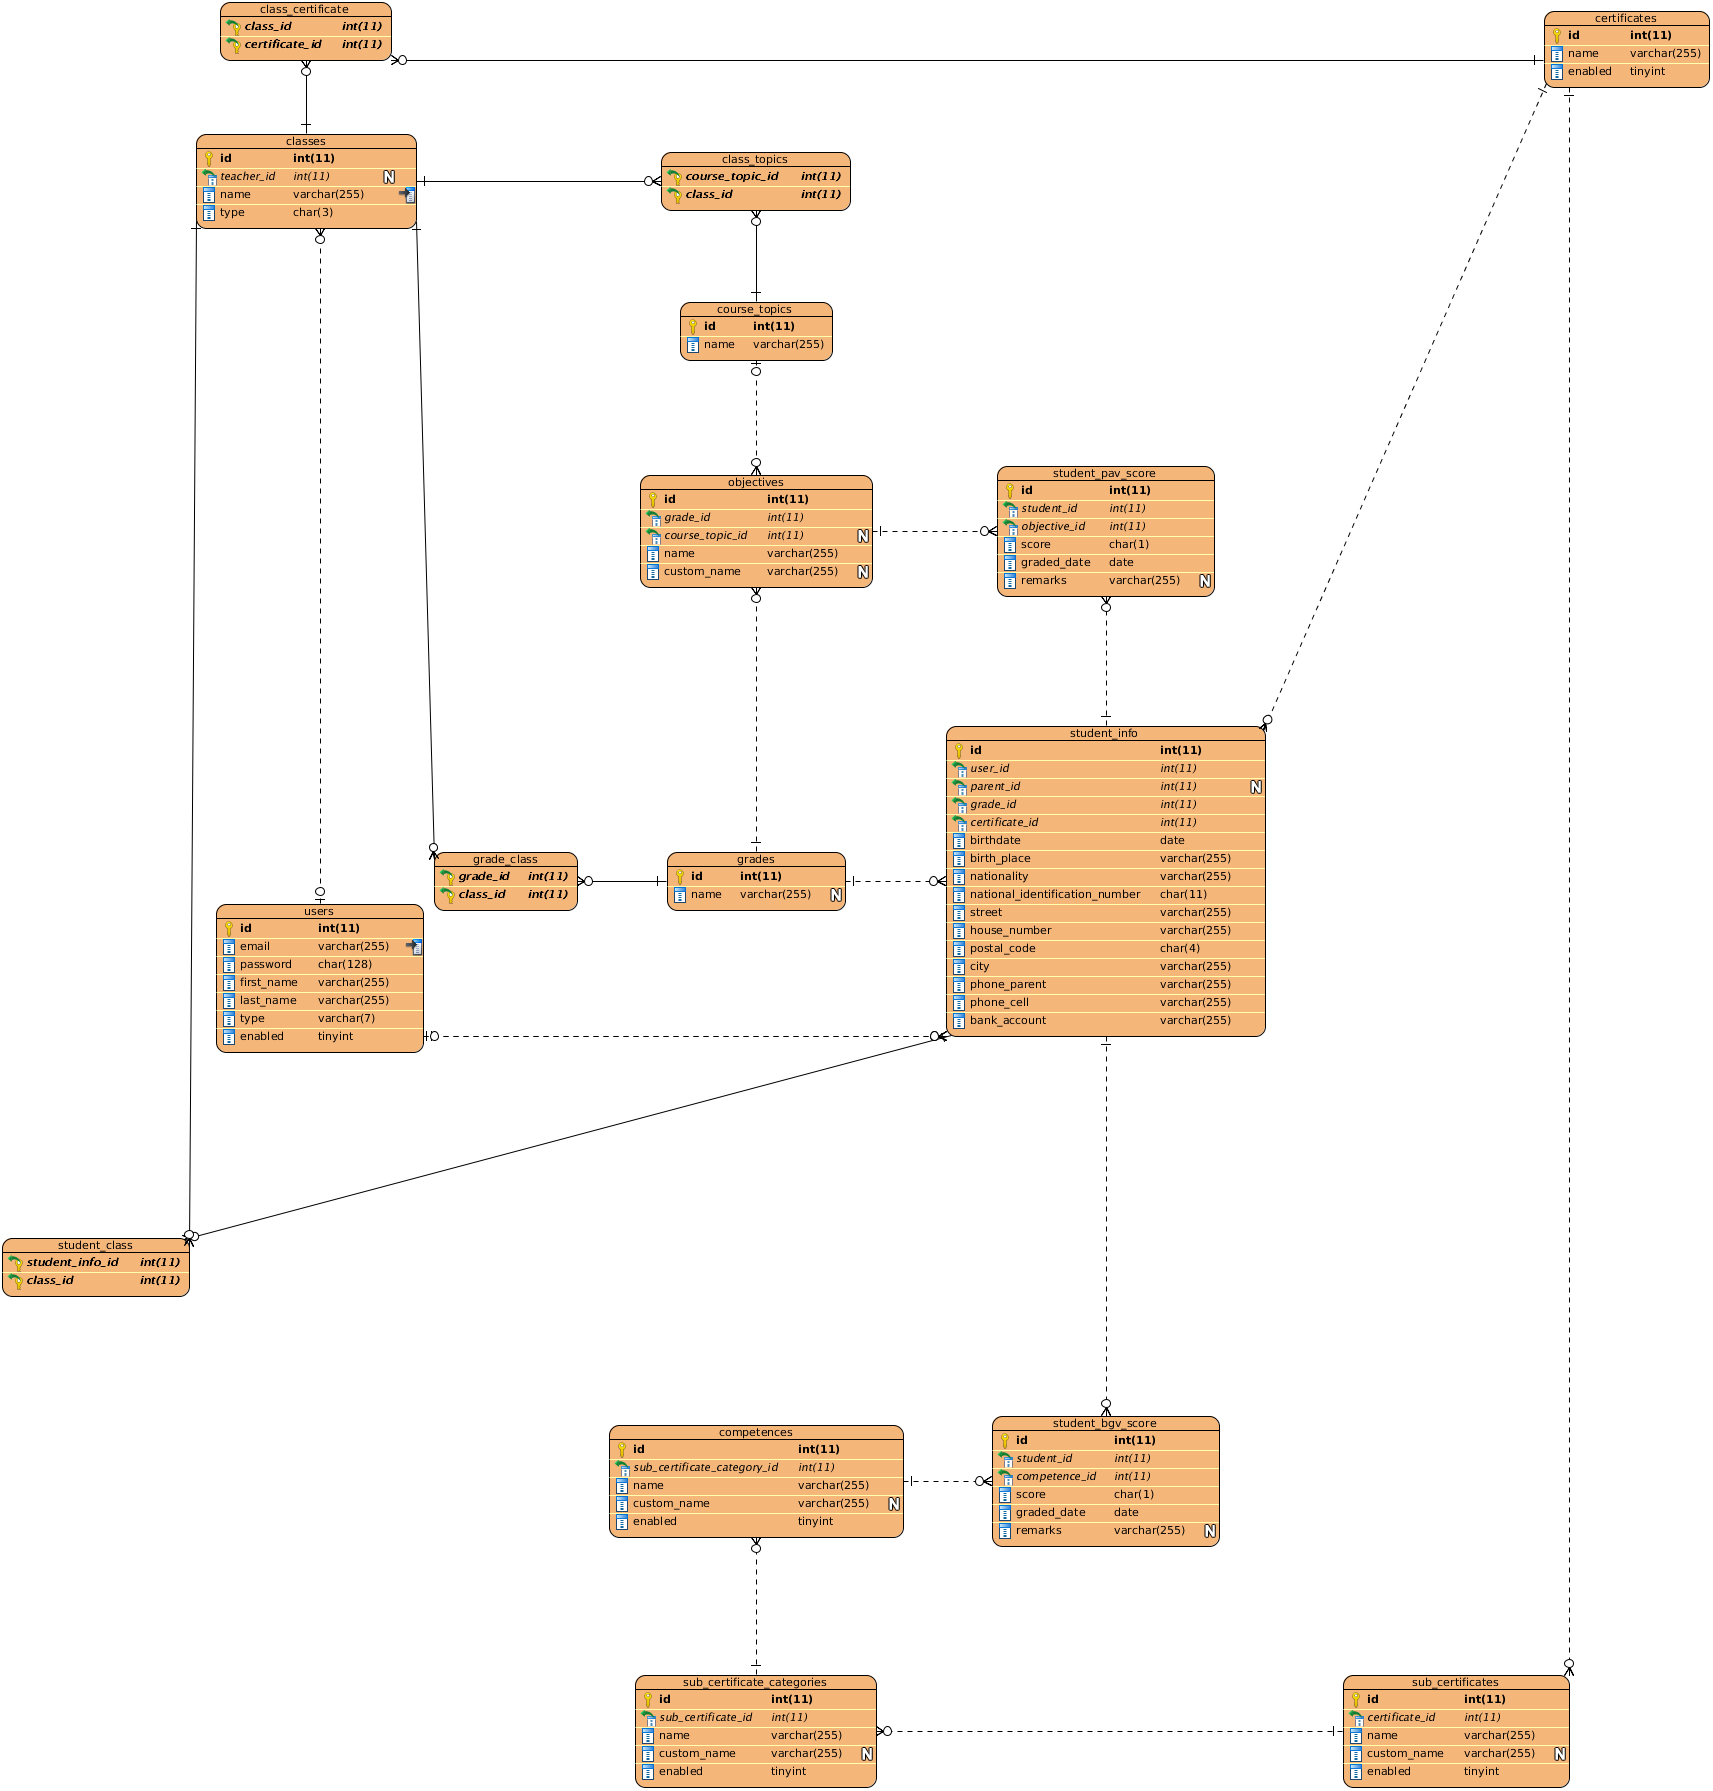 class_certificate
class_id int(11)
certificate_id int(11)
certificates
id int(11)
name varchar(255)
enabled tinyint
classes
id int(11)
teacher_id int(11) N
name varchar(255)
type char(3)
class_topics
course_topic_id int(11)
class_id int(11)
course_topics
id int(11)
name varchar(255)
objectives
id int(11)
grade_id int(11)
course_topic_id int(11) N
name varchar(255)
custom_name varchar(255) N
student_pav_score
id int(11)
student_id int(11)
objective_id int(11)
score char(1)
graded_date date
remarks varchar(255) N
student_info
id int(11)
user_id int(11)
parent_id int(11) N
grade_id int(11)
certificate_id int(11)
birthdate date
birth_place varchar(255)
nationality varchar(255)
national_identification_number char(11)
street varchar(255)
house_number varchar(255)
postal_code char(4)
city varchar(255)
phone_parent varchar(255)
phone_cell varchar(255)
bank_account varchar(255)
grade_class
grade_id int(11)
class_id int(11)
grades
id int(11)
name varchar(255) N
users
id int(11)
email varchar(255)
password char(128)
first_name varchar(255)
last_name varchar(255)
type varchar(7)
enabled tinyint
student_class
student_info_id int(11)
class_id int(11)
competences
id int(11)
sub_certificate_category_id int(11)
name varchar(255)
custom_name varchar(255) N
enabled tinyint
student_bgv_score
id int(11)
student_id int(11)
competence_id int(11)
score char(1)
graded_date date
remarks varchar(255) N
sub_certificate_categories
id int(11)
sub_certificate_id int(11)
name varchar(255)
custom_name varchar(255) N
enabled tinyint
sub_certificates
id int(11)
certificate_id int(11)
name varchar(255)
custom_name varchar(255) N
enabled tinyint